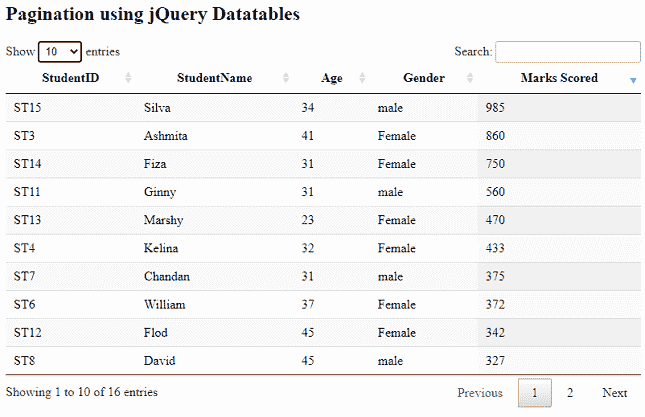 Pagination using jQuery Datatables
Show 10 entries Search:
StudentID StudentName Age Gender Marks Scored
ST15 Silva 34 male 985
ST3 Ashmita 41 Female 860
ST14 Fiza 31 Female 750
ST11 Ginny 31 male 560
ST13 Marshy 23 Female 470
ST4 Kelina 32 Female 433
ST7 Chandan 31 male 375
ST6 William 37 Female 372
ST12 Flod 45 Female 342
ST8 David 45 male 327
Showing 1 to 10 of 16 entries Previous 1 2 Next